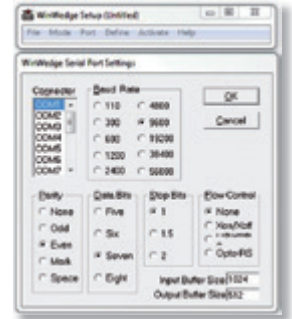 WinWedge Setup (Untitled)
File Mode Port Define Activate Help
WinWedge Serial Port Settings
Connector
COM1
COM2
COM3
COM4
COM5
COM6
COM7
Baud Rate
110
300
600
1200
2400
4800
9600
19200
38400
56000
OK
Cancel
Parity
None
Odd
Even
Mark
Space
Data Bits
Five
Six
Seven
Eight
Stop Bits
1
1.5
2
Flow Control
None
Xon/Xoff
Input Buffer Size 1024
Output Buffer Size 512